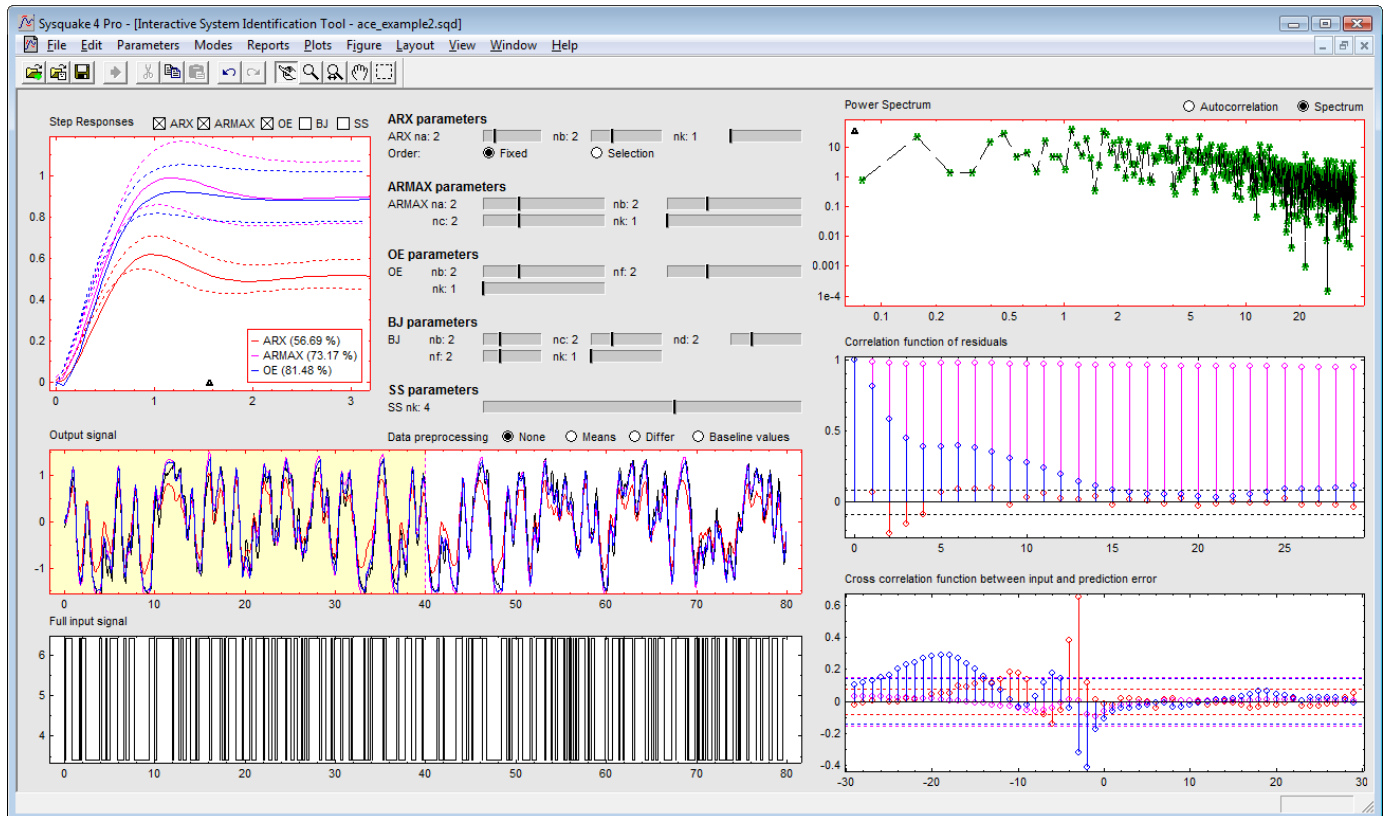 Sysquake 4 Pro - [Interactive System Identification Tool - ace_example2.sqd]
File Edit Parameters Modes Reports Plots Figure Layout View Window Help
Step Responses ARX ARMAX OE BJ SS
1
0.8
0.6
0.4
0.2
0
0 1 2 3
ARX (56.69 %)
ARMAX (73.17 %)
OE (81.48 %)
ARX parameters
ARX na: 2 nb: 2 nk: 1
Order: Fixed Selection
ARMAX parameters
ARMAX na: 2 nb: 2
nc: 2 nk: 1
OE parameters
OE nb: 2 nf: 2
nk: 1
BJ parameters
BJ nb: 2 nc: 2 nd: 2
nf: 2 nk: 1
SS parameters
SS nk: 4
Data preprocessing None Means Differ Baseline values
Output signal
1
0
-1
0 10 20 30 40 50 60 70 80
Full input signal
6
5
4
0 10 20 30 40 50 60 70 80
Power Spectrum Autocorrelation Spectrum
10
1
0.1
0.01
0.001
1e-4
0.1 0.2 0.5 1 2 5 10 20
Correlation function of residuals
1
0.5
0
0 5 10 15 20 25
Cross correlation function between input and prediction error
0.6
0.4
0.2
0
-0.2
-0.4
-30 -20 -10 0 10 20 30